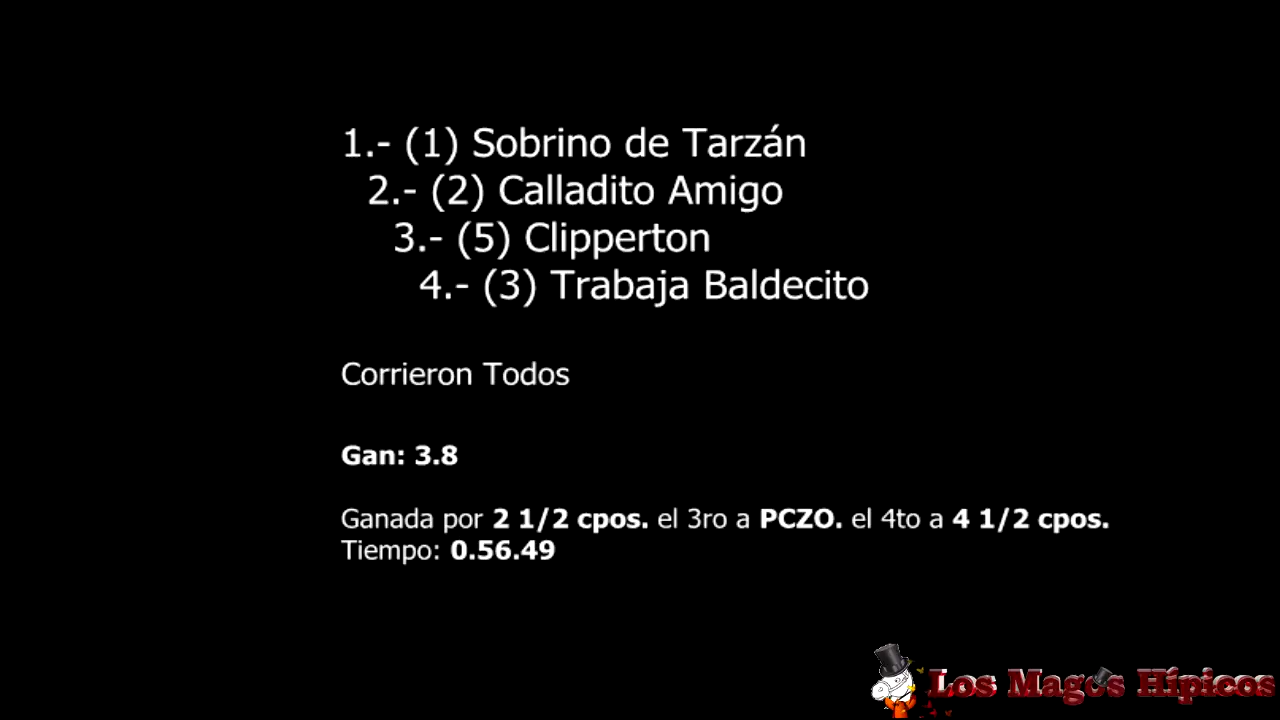 1.- (1) Sobrino de Tarzán
2.- (2) Calladito Amigo
3.- (5) Clipperton
4.- (3) Trabaja Baldecito
Corrieron Todos
Gan: 3.8
Ganada por 2 1/2 cpos. el 3ro a PCZO. el 4to a 4 1/2 cpos.
Tiempo: 0.56.49
Los Magos Hípicos